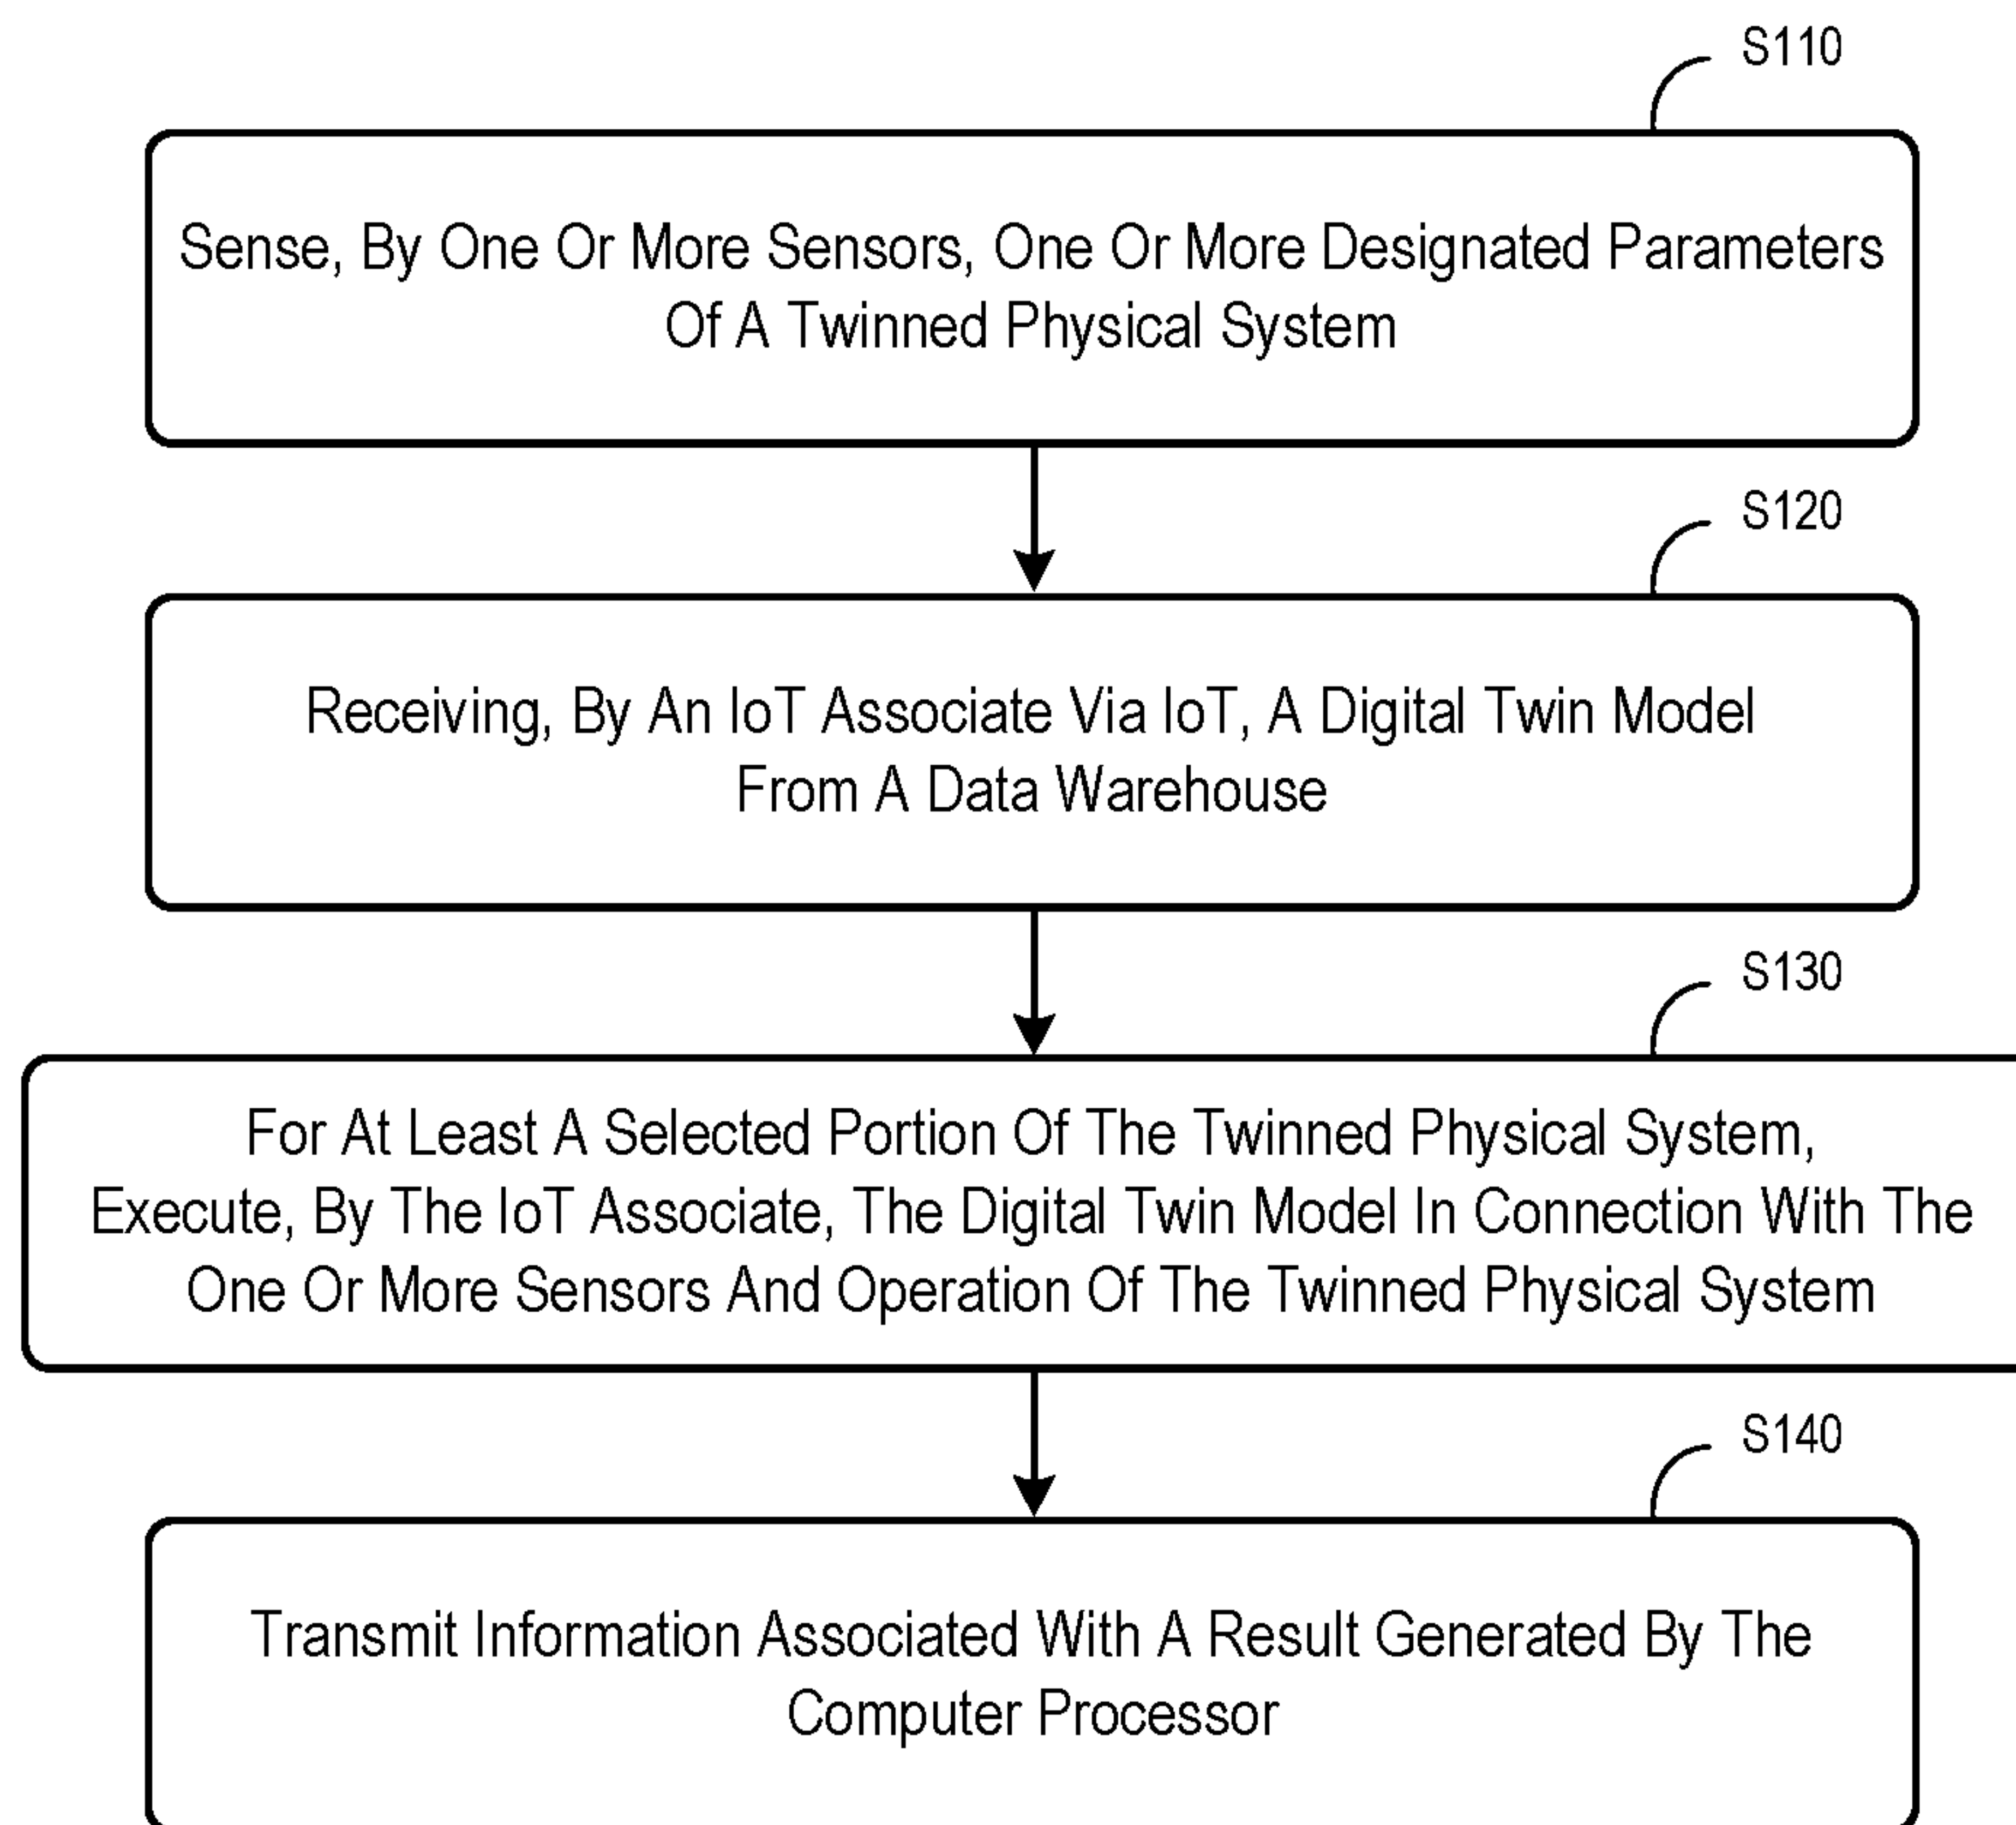 S110
Sense, By One Or More Sensors, One Or More Designated Parameters
Of A Twinned Physical System
S120
Receiving, By An IoT Associate Via IoT, A Digital Twin Model
From A Data Warehouse
S130
For At Least A Selected Portion Of The Twinned Physical System,
Execute, By The IoT Associate, The Digital Twin Model In Connection With The
One Or More Sensors And Operation Of The Twinned Physical System
S140
Transmit Information Associated With A Result Generated By The
Computer Processor